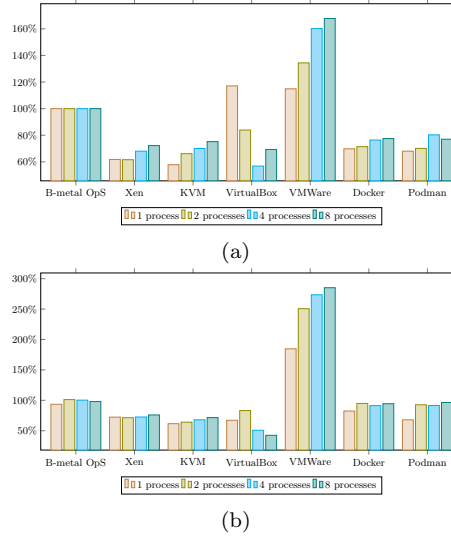 160%
140%
120%
100%
80%
60%
B-metal OpS Xen KVM VirtualBox VMWare Docker Podman
1 process 2 processes 4 processes 8 processes
(a)
300%
250%
200%
150%
100%
50%
B-metal OpS Xen KVM VirtualBox VMWare Docker Podman
1 process 2 processes 4 processes 8 processes
(b)